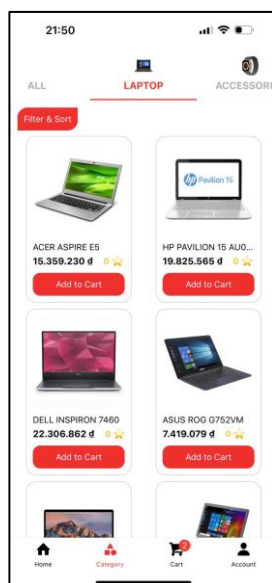 21:50
ALL
LAPTOP
ACCESSORI
Filter & Sort
hp Pavilion 15
ACER ASPIRE E5
15.359.230 đ 0
Add to Cart
HP PAVILION 15 AU0...
19.825.565 đ 0
Add to Cart
DELL INSPIRON 7460
22.306.862 đ 0
Add to Cart
ASUS ROG G752VM
7.419.079 đ 0
Add to Cart
2
Home
Category
Cart
Account